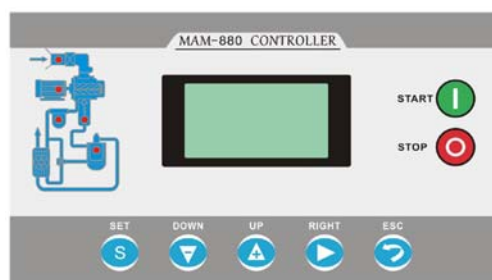 MAM-880 CONTROLLER
START
STOP
SET DOWN UP RIGHT ESC
S